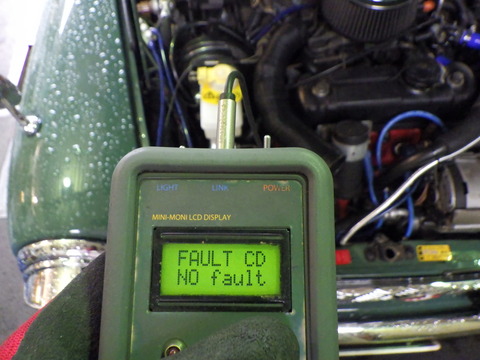 LIGHT LINK POWER
MINI-MONI LCD DISPLAY
FAULT CD
NO fault